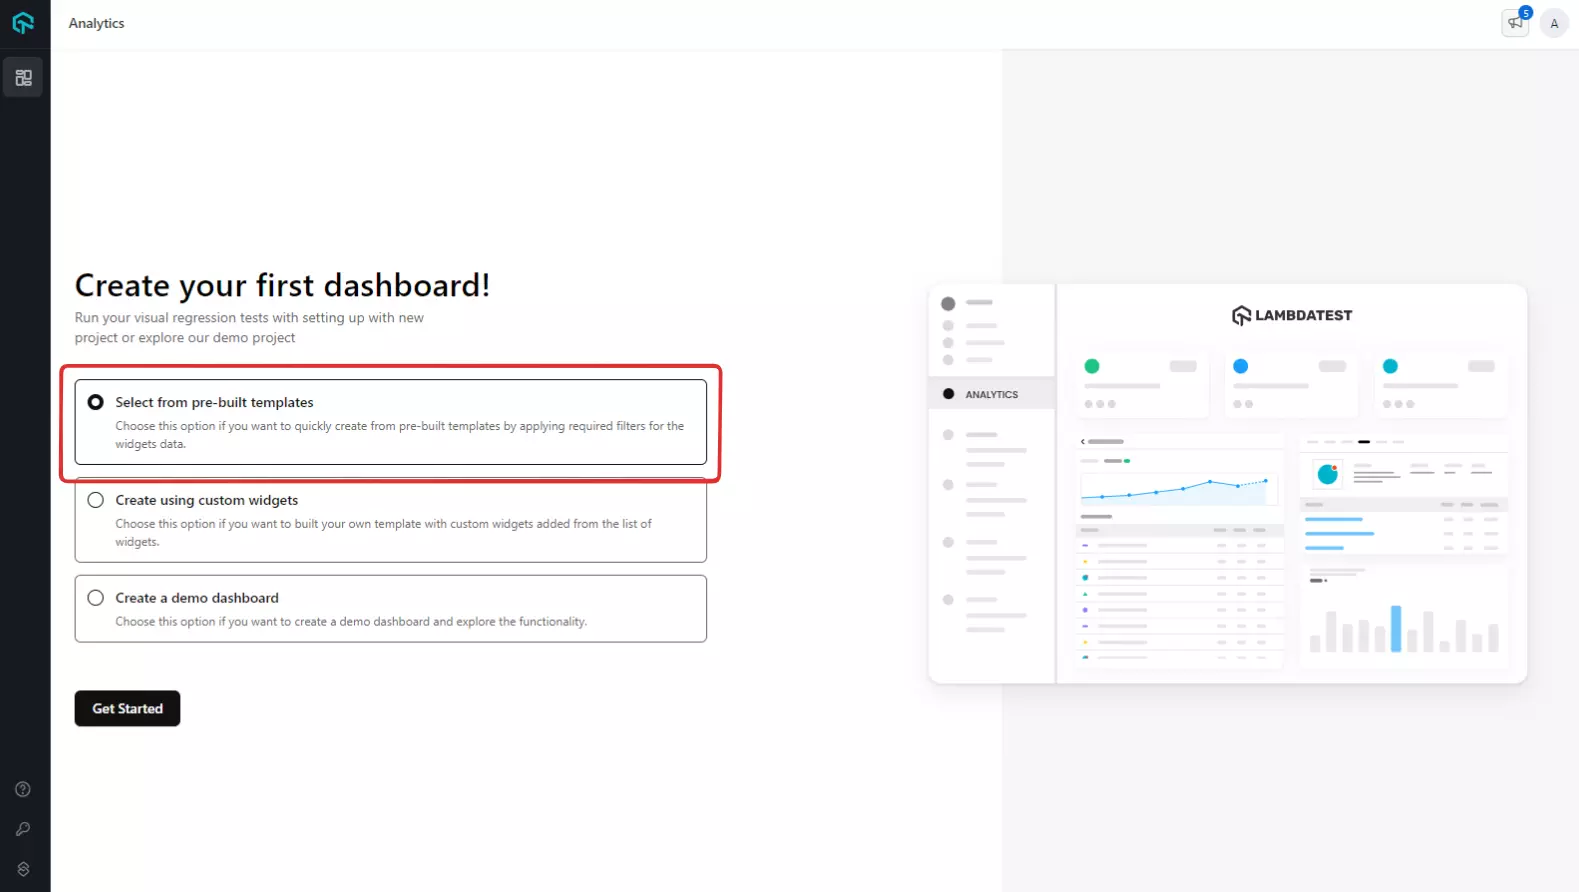 Analytics
5
A
Create your first dashboard!
Run your visual regression tests with setting up with new
project or explore our demo project
Select from pre-built templates
Choose this option if you want to quickly create from pre-built templates by applying required filters for the
widgets data.
Create using custom widgets
Choose this option if you want to built your own template with custom widgets added from the list of
widgets.
Create a demo dashboard
Choose this option if you want to create a demo dashboard and explore the functionality.
Get Started
LAMBDATEST
ANALYTICS